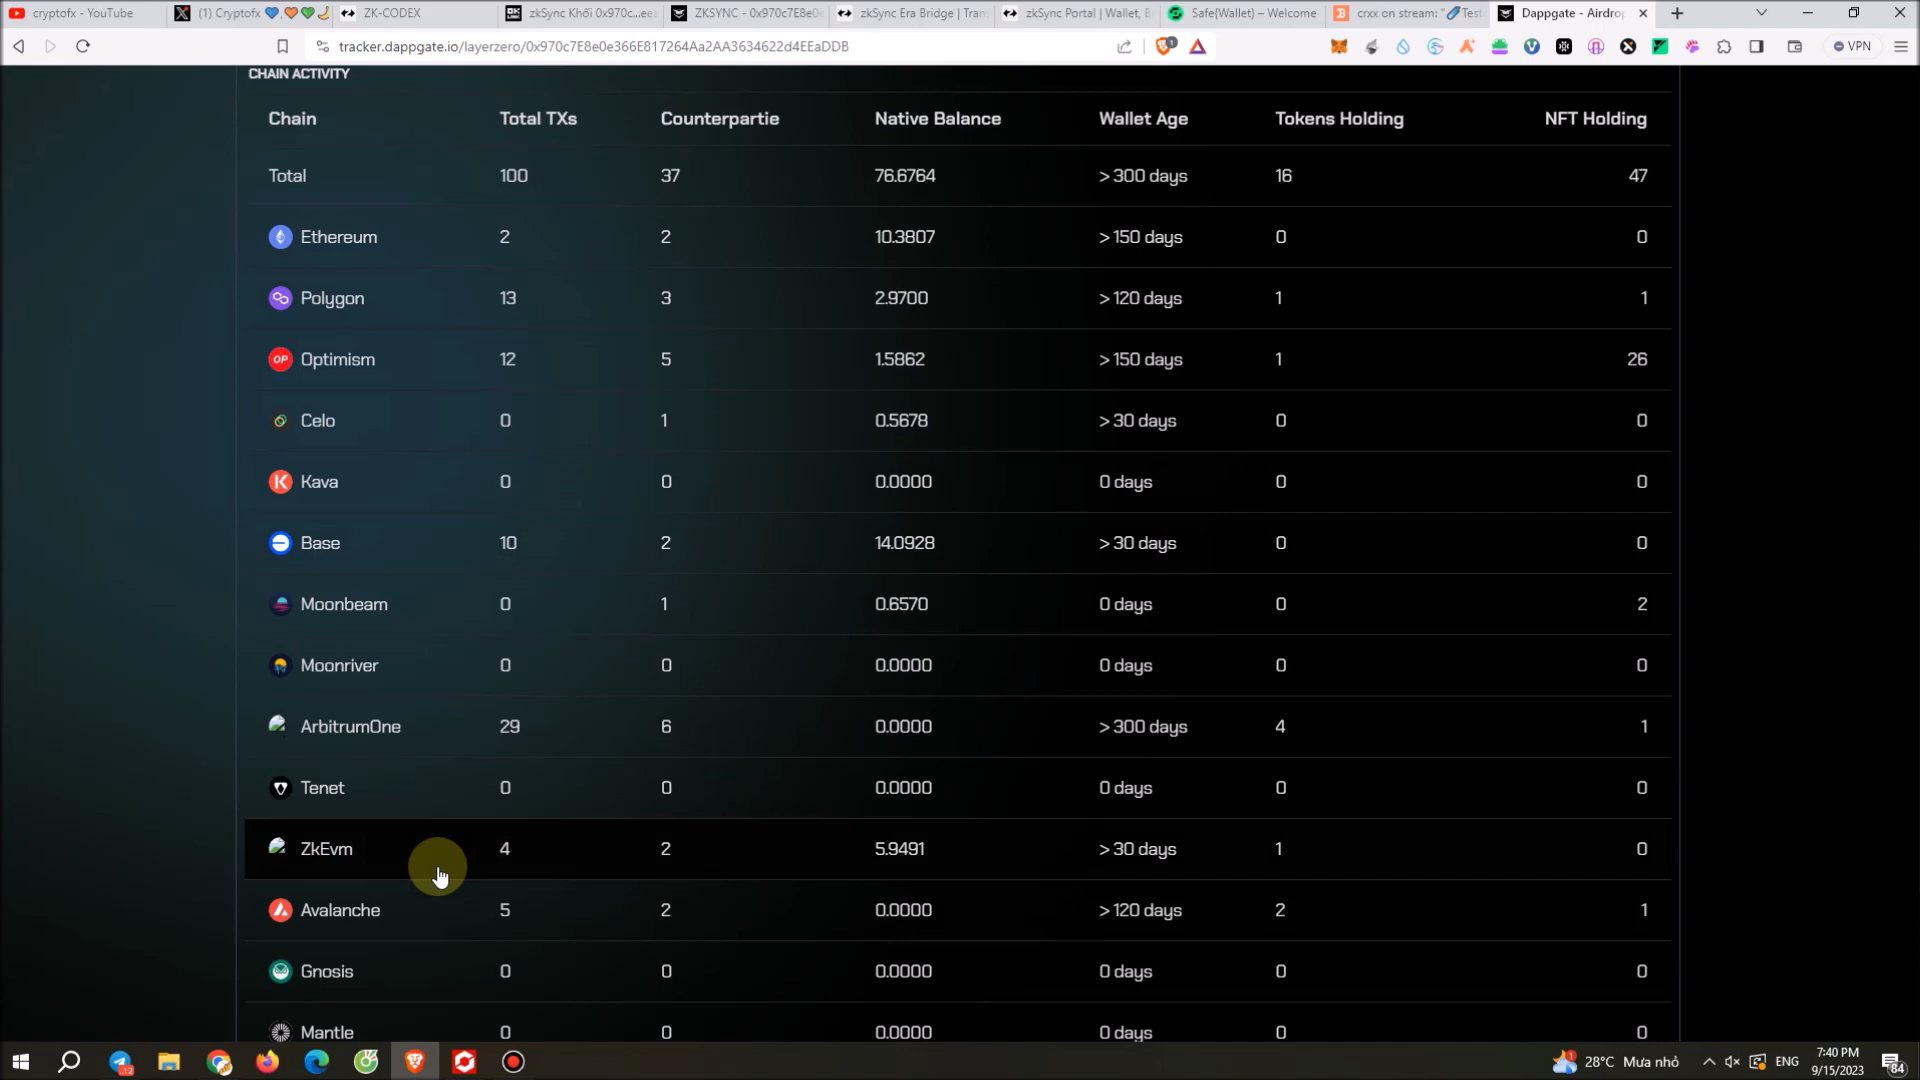 cryptofx - YouTube
(1) Cryptofx
ZK-CODEX
zkSync Khối 0x970c...ee
ZKSYNC - 0x970c7E8e0e
zkSync Era Bridge | Tran
zkSync Portal | Wallet, B
Safe{Wallet} – Welcome
crxx on stream: "Test
Dappgate - Airdrop
tracker.dappgate.io/layerzero/0x970c7E8e0e366E817264Aa2AA3634622d4EEaDDB
VPN
CHAIN ACTIVITY
Chain Total TXs Counterpartie Native Balance Wallet Age Tokens Holding NFT Holding
Total 100 37 76.6764 > 300 days 16 47
Ethereum 2 2 10.3807 > 150 days 0 0
Polygon 13 3 2.9700 > 120 days 1 1
OP Optimism 12 5 1.5862 > 150 days 1 26
Celo 0 1 0.5678 > 30 days 0 0
Kava 0 0 0.0000 0 days 0 0
Base 10 2 14.0928 > 30 days 0 0
Moonbeam 0 1 0.6570 0 days 0 2
Moonriver 0 0 0.0000 0 days 0 0
ArbitrumOne 29 6 0.0000 > 300 days 4 1
Tenet 0 0 0.0000 0 days 0 0
ZkEvm 4 2 5.9491 > 30 days 1 0
Avalanche 5 2 0.0000 > 120 days 2 1
Gnosis 0 0 0.0000 0 days 0 0
Mantle 0 0 0.0000 0 days 0 0
12
28°C Mưa nhỏ
ENG
7:40 PM
9/15/2023
84